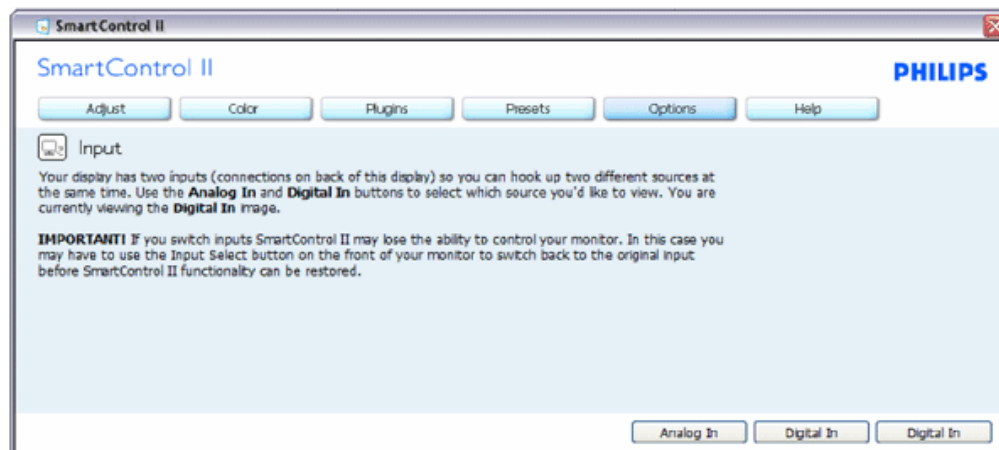 SmartControl II
SmartControl II
PHILIPS
Adjust Color Plugins Presets Options Help
Input
Your display has two inputs (connections on back of this display) so you can hook up two different sources at
the same time. Use the Analog In and Digital In buttons to select which source you'd like to view. You are
currently viewing the Digital In image.
IMPORTANT! If you switch inputs SmartControl II may lose the ability to control your monitor. In this case you
may have to use the Input Select button on the front of your monitor to switch back to the original input
before SmartControl II functionality can be restored.
Analog In Digital In Digital In